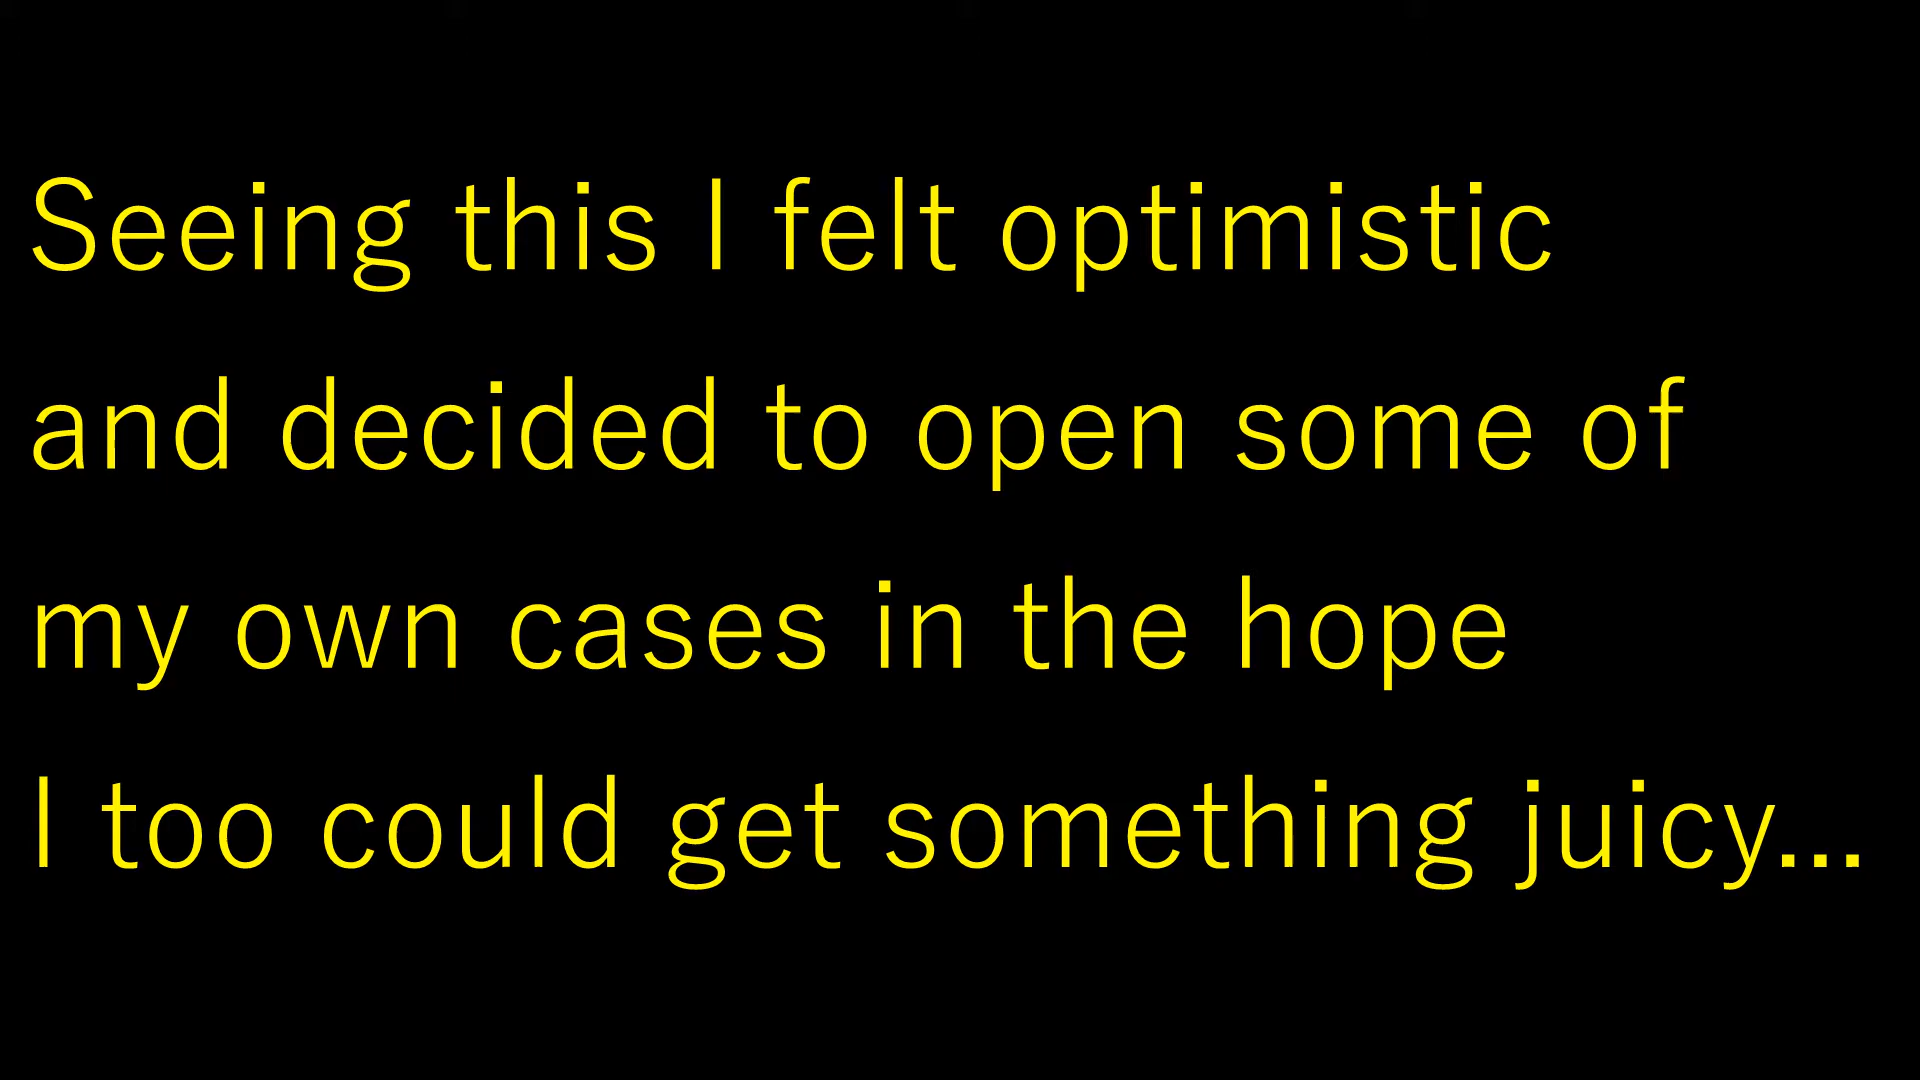 Seeing this I felt optimistic
and decided to open some of
my own cases in the hope
I too could get something juicy...